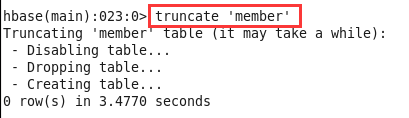 hbase(main):023:0> truncate 'member'
Truncating 'member' table (it may take a while):
 - Disabling table...
 - Dropping table...
 - Creating table...
0 row(s) in 3.4770 seconds